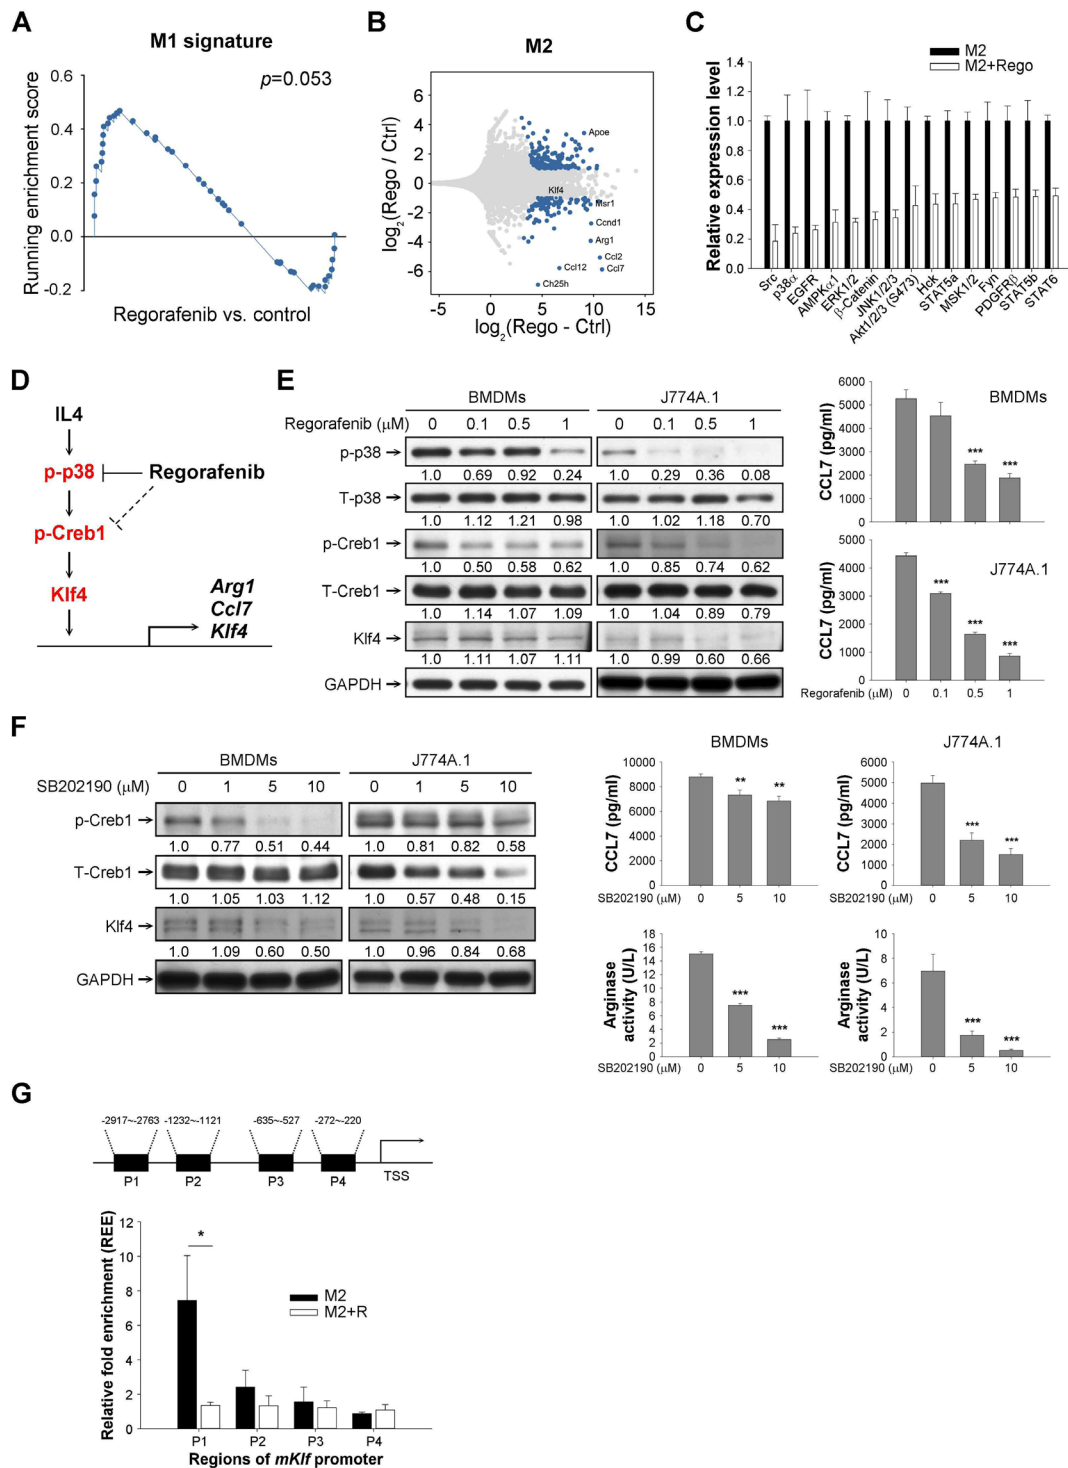 A
M1 signature
p=0.053
Running enrichment score
0.6
0.4
0.2
0.0
-0.2
Regorafenib vs. control
B
M2
log2(Rego / Ctrl)
6
4
2
0
-2
-4
-6
Apoe
Klf4
Msr1
Ccnd1
Arg1
Ccl2
Ccl12
Ccl7
Ch25h
-5 0 5 10 15
log2(Rego - Ctrl)
C
M2
M2+Rego
Relative expression level
1.4
1.2
1.0
0.8
0.6
0.4
0.2
0.0
Src
p38α
EGFR
AMPKα1
ERK1/2
β-Catenin
JNK1/2/3
Akt1/2/3 (S473)
Hck
STAT5a
MSK1/2
Fyn
PDGFRβ
STAT5b
STAT6
D
IL4
p-p38
Regorafenib
p-Creb1
Klf4
Arg1
Ccl7
Klf4
E
BMDMs J774A.1
Regorafenib (μM) 0 0.1 0.5 1 0 0.1 0.5 1
p-p38
1.0 0.69 0.92 0.24 1.0 0.29 0.36 0.08
T-p38
1.0 1.12 1.21 0.98 1.0 1.02 1.18 0.70
p-Creb1
1.0 0.50 0.58 0.62 1.0 0.85 0.74 0.62
T-Creb1
1.0 1.14 1.07 1.09 1.0 1.04 0.89 0.79
Klf4
1.0 1.11 1.07 1.11 1.0 0.99 0.60 0.66
GAPDH
BMDMs
CCL7 (pg/ml)
6000
5000
4000
3000
2000
1000
0
*** ***
J774A.1
CCL7 (pg/ml)
5000
4000
3000
2000
1000
0
*** *** ***
Regorafenib (μM) 0 0.1 0.5 1
F
BMDMs J774A.1
SB202190 (μM) 0 1 5 10 0 1 5 10
p-Creb1
1.0 0.77 0.51 0.44 1.0 0.81 0.82 0.58
T-Creb1
1.0 1.05 1.03 1.12 1.0 0.57 0.48 0.15
Klf4
1.0 1.09 0.60 0.50 1.0 0.96 0.84 0.68
GAPDH
BMDMs
CCL7 (pg/ml)
10000
8000
6000
4000
2000
0
** **
SB202190 (μM) 0 5 10
J774A.1
CCL7 (pg/ml)
6000
5000
4000
3000
2000
1000
0
*** ***
SB202190 (μM) 0 5 10
Arginase
activity (U/L)
18
16
14
12
10
8
6
4
2
0
*** ***
SB202190 (μM) 0 5 10
Arginase
activity (U/L)
10
8
6
4
2
0
*** ***
SB202190 (μM) 0 5 10
G
-2917~-2763 -1232~-1121 -635~-527 -272~-220
P1 P2 P3 P4 TSS
Relative fold enrichment (REE)
12
10
8
6
4
2
0
*
M2
M2+R
P1 P2 P3 P4
Regions of mKlf promoter